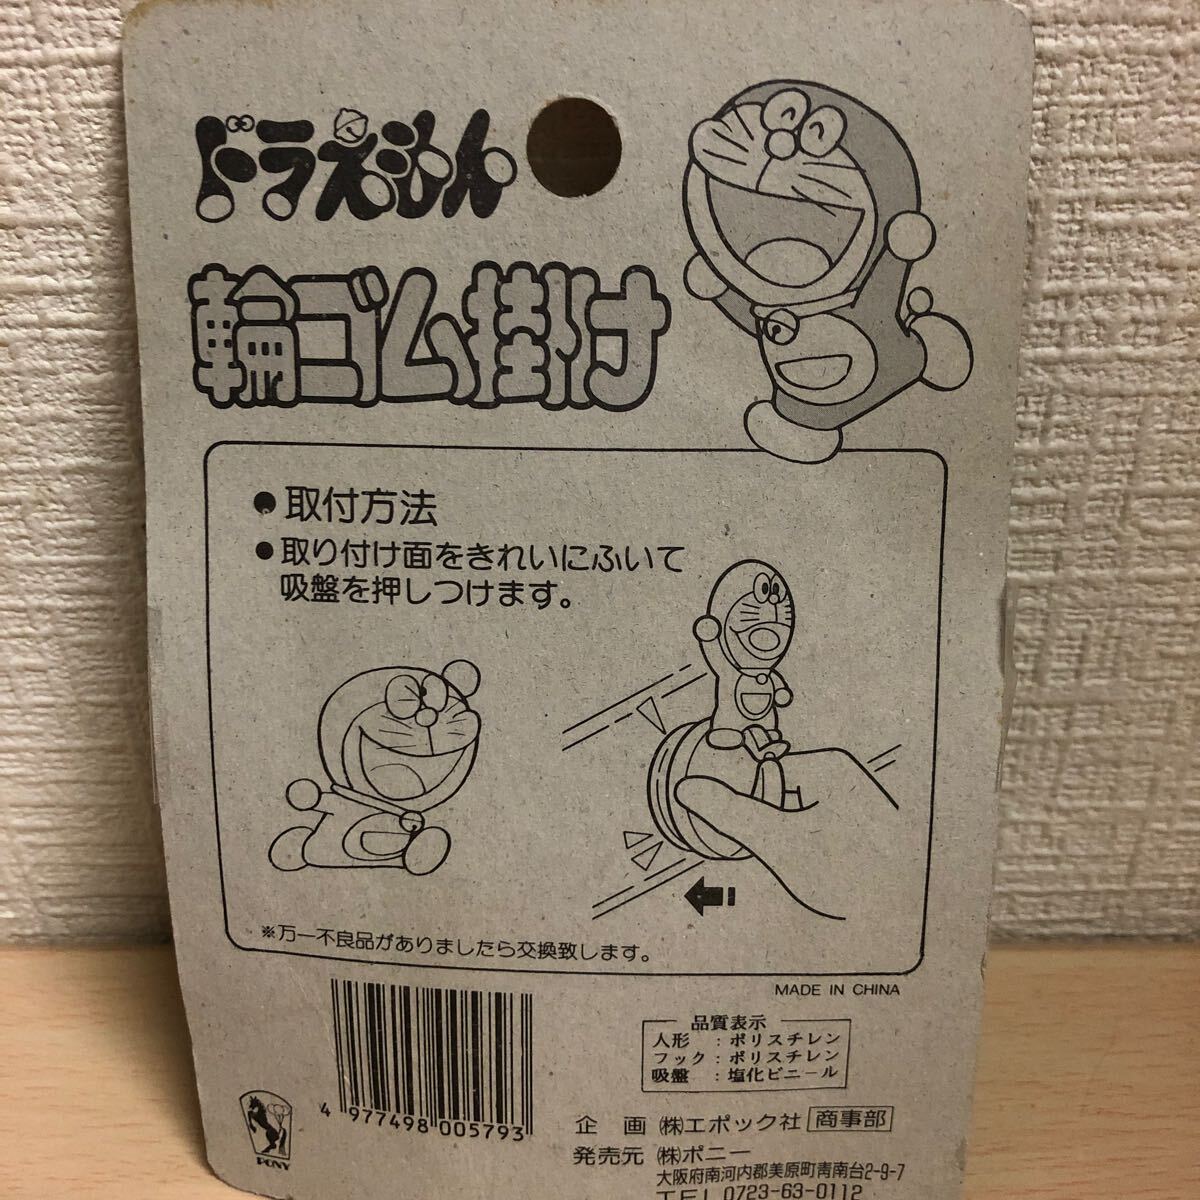 ドラえもん
輪ゴム掛け
●取付方法
●取り付け面をきれいにふいて
吸盤を押しつけます。
※万一不良品がありましたら交換致します。
MADE IN CHINA
品質表示
人形 : ポリスチレン
フック : ポリスチレン
吸盤 : 塩化ビニール
4 977498 005793
PONY
企 画 ㈱エポック社 商事部
発売元 ㈱ポニー
大阪府南河内郡美原町青南台2-9-7
TEL 0723-63-0112